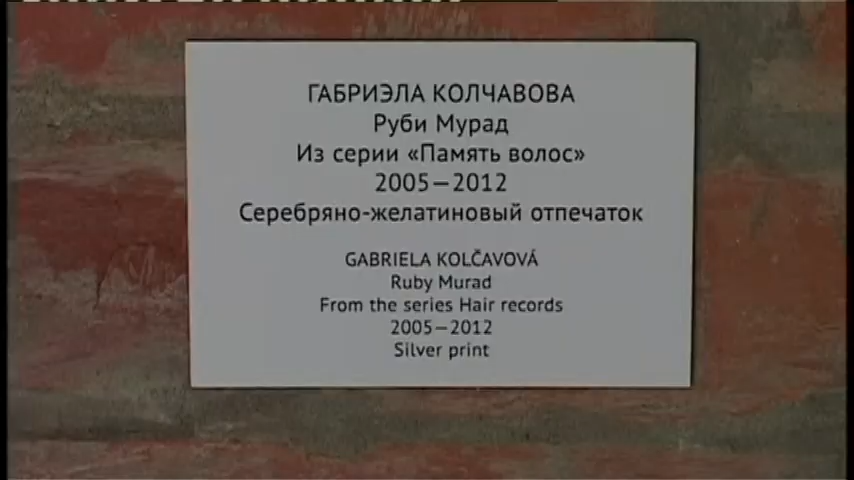 ГАБРИЭЛА КОЛЧАВОВА
Руби Мурад
Из серии «Память волос»
2005—2012
Серебряно-желатиновый отпечаток
GABRIELA KOLČAVOVÁ
Ruby Murad
From the series Hair records
2005—2012
Silver print